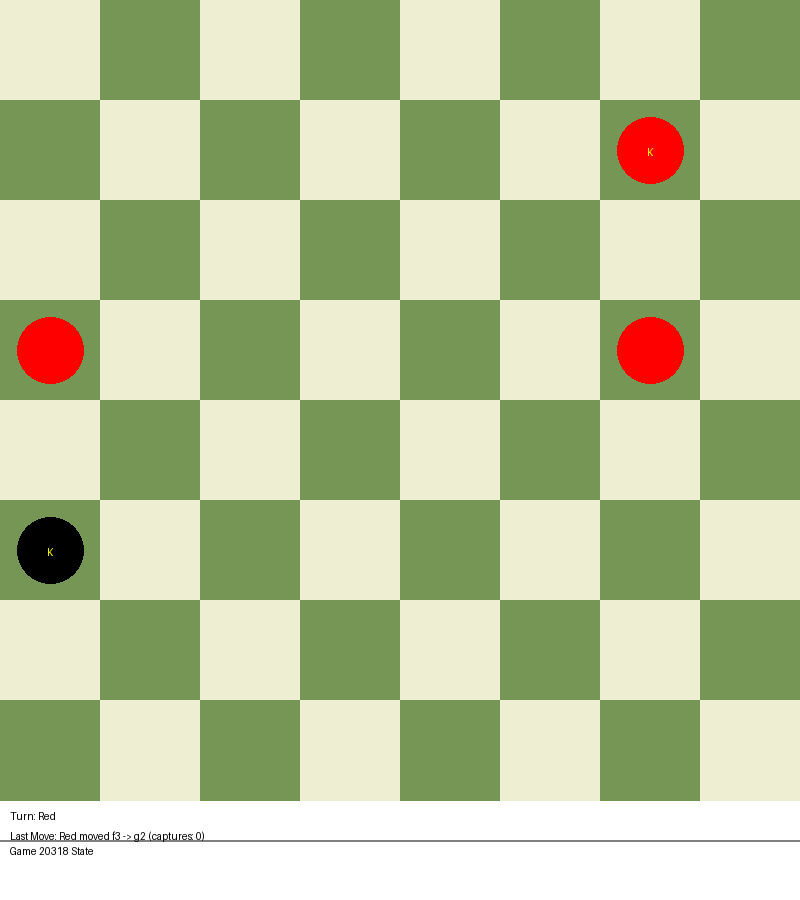 K
K
Turn: Red
Last Move: Red moved f3 -> g2 (captures: 0)
Game 20318 State